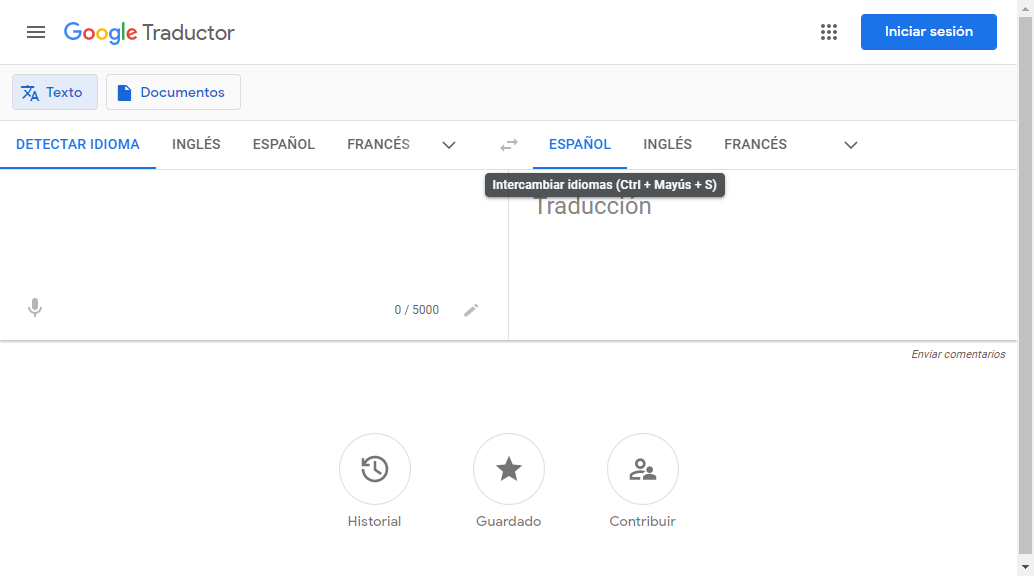 Google Traductor
Iniciar sesión
Texto
Documentos
DETECTAR IDIOMA INGLÉS ESPAÑOL FRANCÉS ESPAÑOL INGLÉS FRANCÉS
Intercambiar idiomas (Ctrl + Mayús + S)
Traducción
0 / 5000
Enviar comentarios
Historial
Guardado
Contribuir